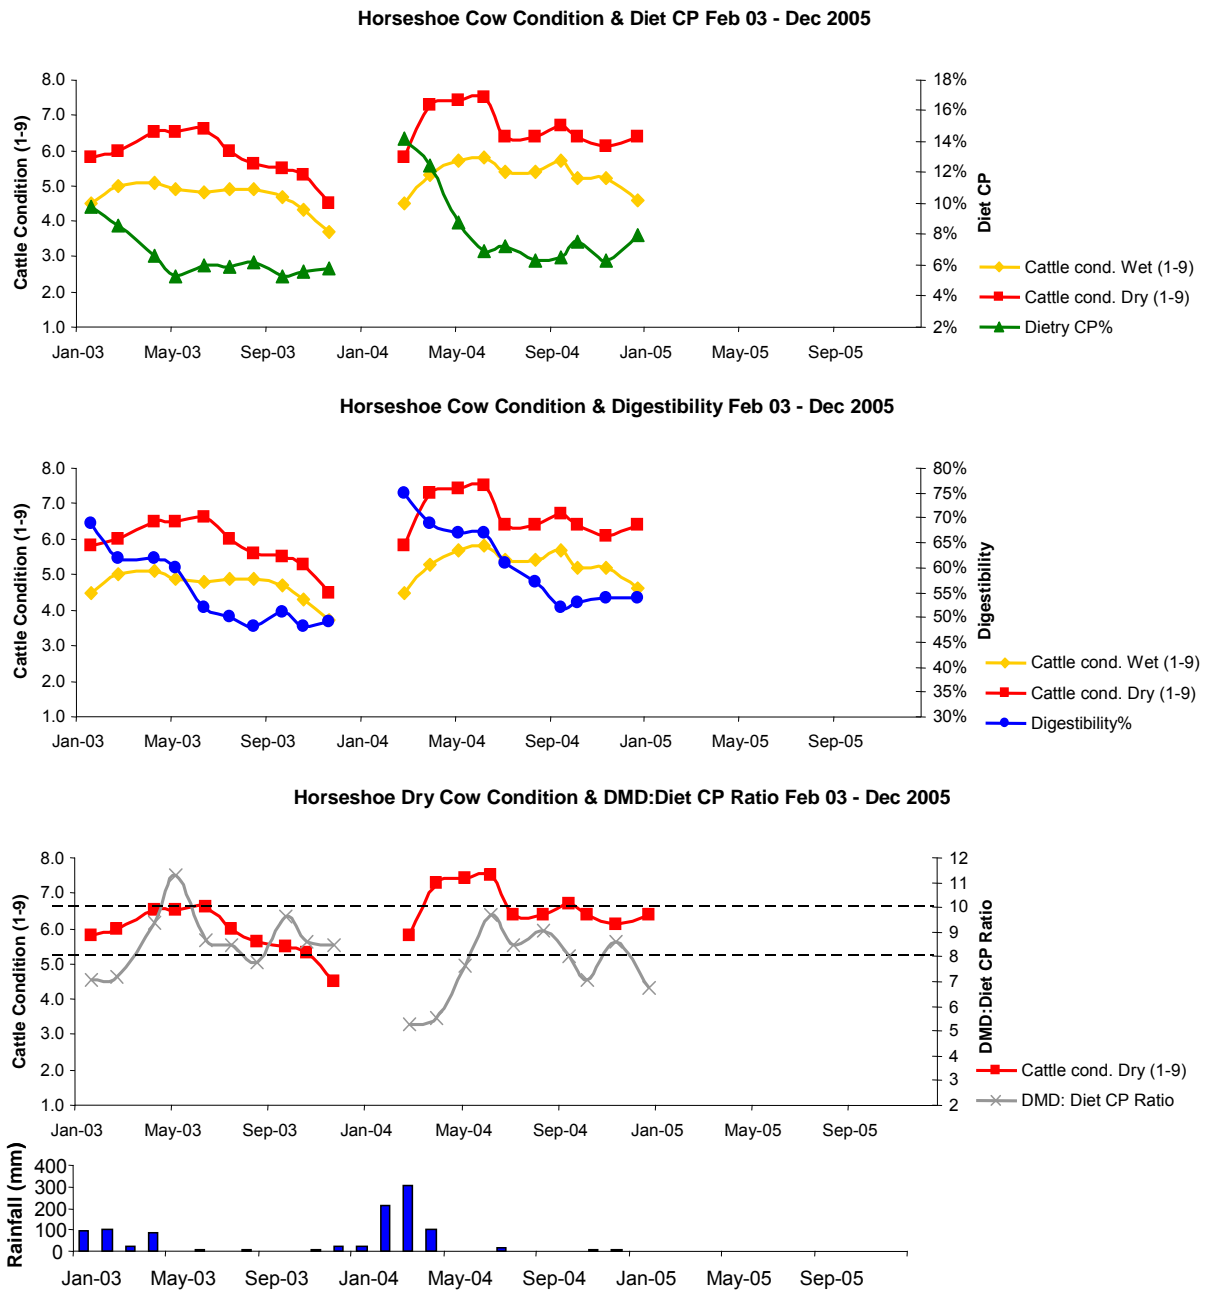 Horseshoe Cow Condition & Diet CP Feb 03 - Dec 2005
Cattle Condition (1-9)
8.0
7.0
6.0
5.0
4.0
3.0
2.0
1.0
18%
16%
14%
12%
10%
8%
6%
4%
2%
Diet CP
Jan-03 May-03 Sep-03 Jan-04 May-04 Sep-04 Jan-05 May-05 Sep-05
Cattle cond. Wet (1-9)
Cattle cond. Dry (1-9)
Dietry CP%
Horseshoe Cow Condition & Digestibility Feb 03 - Dec 2005
Cattle Condition (1-9)
8.0
7.0
6.0
5.0
4.0
3.0
2.0
1.0
80%
75%
70%
65%
60%
55%
50%
45%
40%
35%
30%
Digestibility
Jan-03 May-03 Sep-03 Jan-04 May-04 Sep-04 Jan-05 May-05 Sep-05
Cattle cond. Wet (1-9)
Cattle cond. Dry (1-9)
Digestibility%
Horseshoe Dry Cow Condition & DMD:Diet CP Ratio Feb 03 - Dec 2005
Cattle Condition (1-9)
8.0
7.0
6.0
5.0
4.0
3.0
2.0
1.0
12
11
10
9
8
7
6
5
4
3
2
DMD:Diet CP Ratio
Jan-03 May-03 Sep-03 Jan-04 May-04 Sep-04 Jan-05 May-05 Sep-05
Cattle cond. Dry (1-9)
DMD: Diet CP Ratio
Rainfall (mm)
400
300
200
100
0
Jan-03 May-03 Sep-03 Jan-04 May-04 Sep-04 Jan-05 May-05 Sep-05